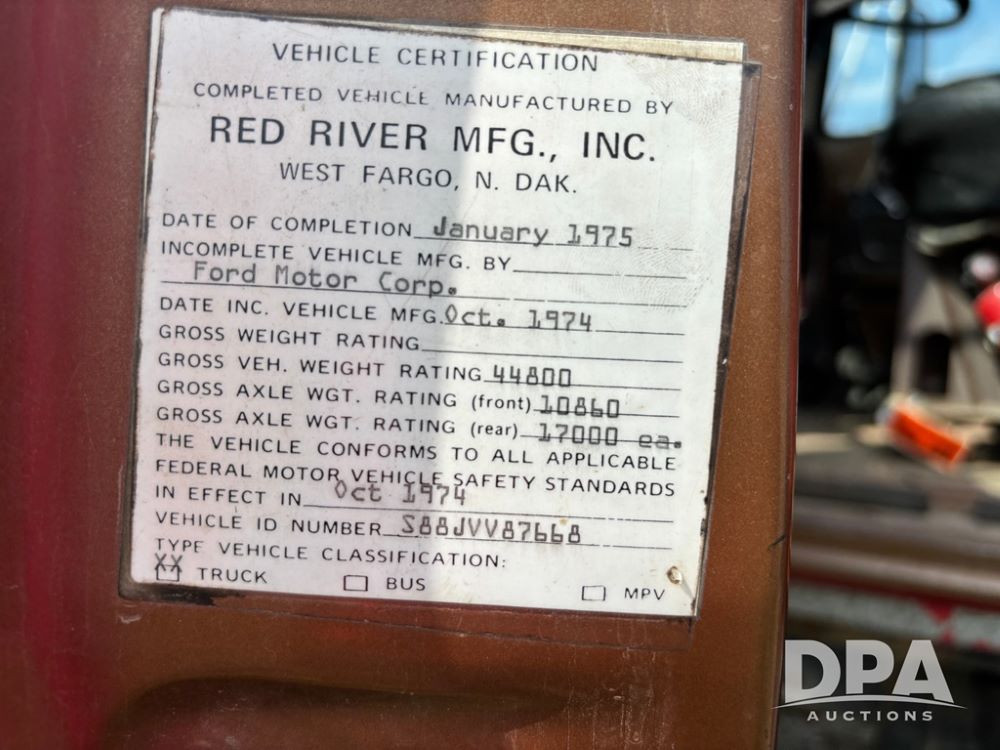 VEHICLE CERTIFICATION
COMPLETED VEHICLE MANUFACTURED BY
RED RIVER MFG., INC.
WEST FARGO, N. DAK.
DATE OF COMPLETION January 1975
INCOMPLETE VEHICLE MFG. BY
Ford Motor Corp.
DATE INC. VEHICLE MFG. Oct. 1974
GROSS WEIGHT RATING
GROSS VEH. WEIGHT RATING 44800
GROSS AXLE WGT. RATING (front) 10860
GROSS AXLE WGT. RATING (rear) 17000 ea.
THE VEHICLE CONFORMS TO ALL APPLICABLE
FEDERAL MOTOR VEHICLE SAFETY STANDARDS
IN EFFECT IN Oct 1974
VEHICLE ID NUMBER S88JVV87668
TYPE VEHICLE CLASSIFICATION:
XX TRUCK BUS MPV
DPA
AUCTIONS